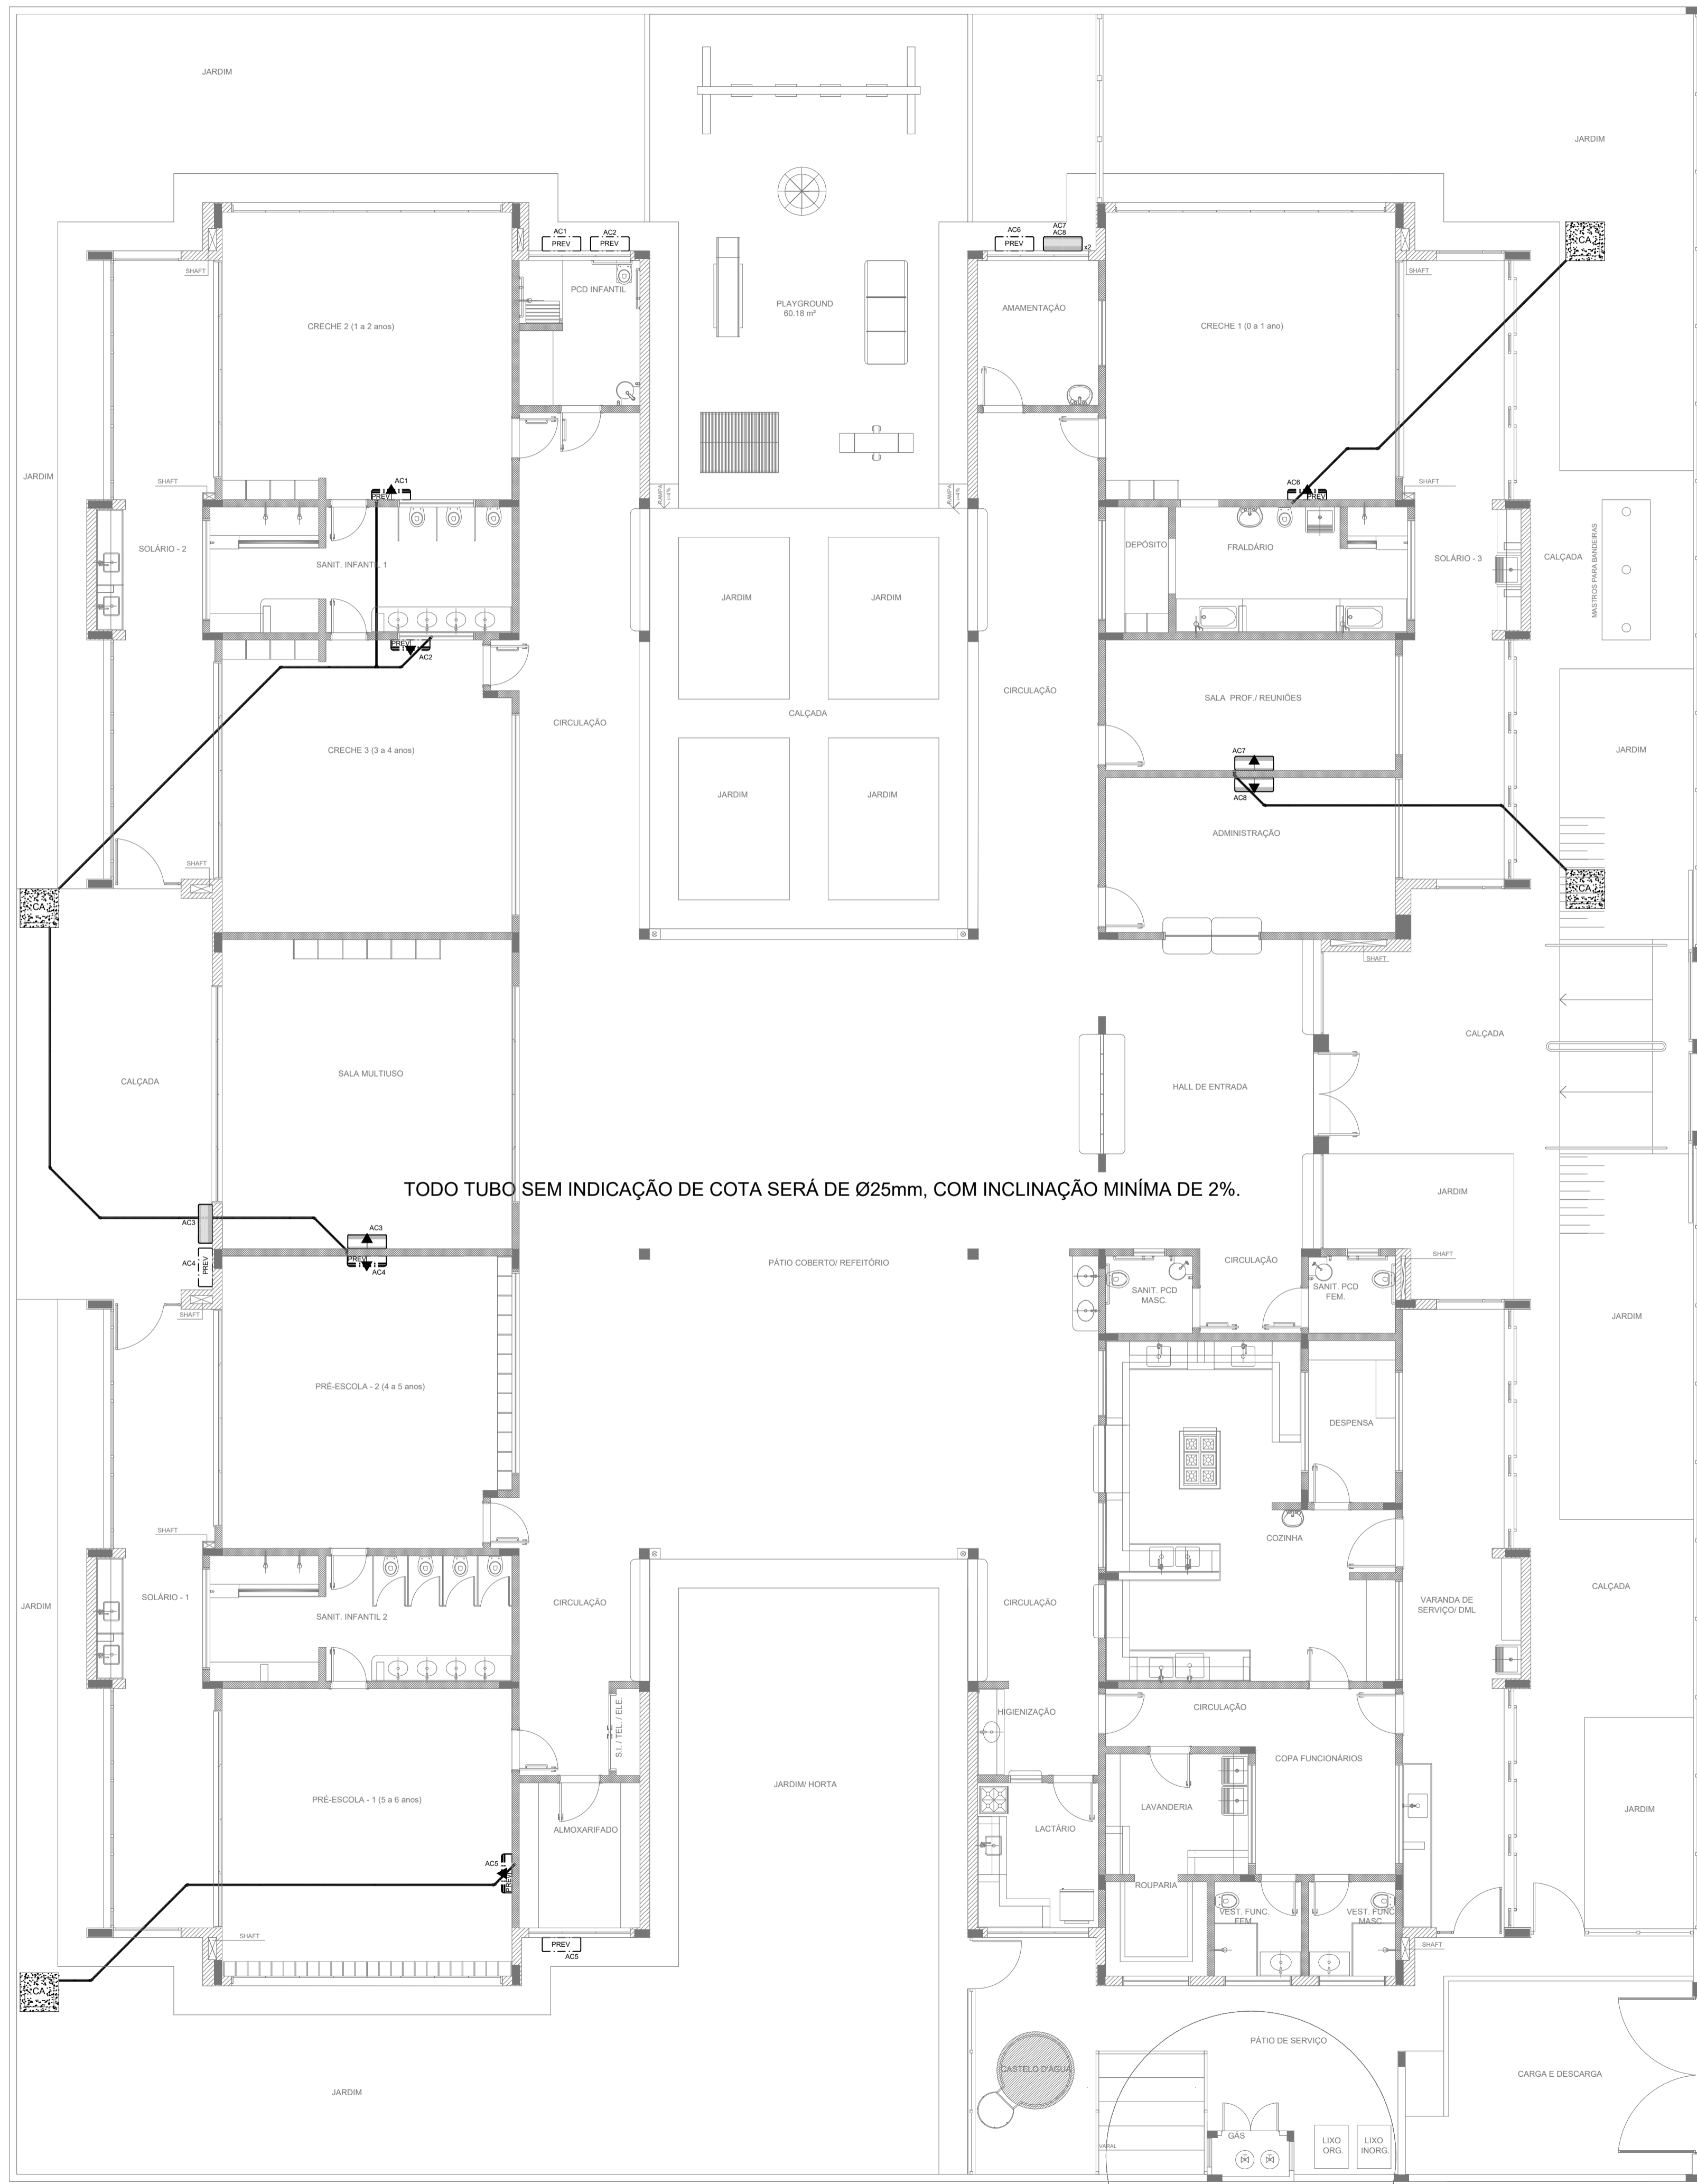 JARDIM
JARDIM
AC1
PREV
AC2
PREV
AC6
PREV
AC7
AC8
x2
CA
SHAFT
SHAFT
PCD INFANTIL
PLAYGROUND
60.18 m²
AMAMENTAÇÃO
CRECHE 2 (1 a 2 anos)
CRECHE 1 (0 a 1 ano)
JARDIM
SHAFT
AC1
PREVI
RAMPA
i=4%
RAMPA
i=4%
AC6
PREVI
SHAFT
SOLÁRIO - 2
SANIT. INFANTIL 1
DEPÓSITO
FRALDÁRIO
SOLÁRIO - 3
CALÇADA
MASTROS PARA BANDEIRAS
JARDIM
JARDIM
PREVI
AC2
CIRCULAÇÃO
CALÇADA
CIRCULAÇÃO
SALA PROF./ REUNIÕES
CRECHE 3 (3 a 4 anos)
AC7
JARDIM
JARDIM
JARDIM
AC8
ADMINISTRAÇÃO
SHAFT
CA
CA
SHAFT
CALÇADA
SALA MULTIUSO
CALÇADA
HALL DE ENTRADA
TODO TUBO SEM INDICAÇÃO DE COTA SERÁ DE Ø25mm, COM INCLINAÇÃO MINÍMA DE 2%.
JARDIM
AC3
AC3
AC4
PREV
PREVI
AC4
PÁTIO COBERTO/ REFEITÓRIO
CIRCULAÇÃO
SHAFT
SANIT. PCD
MASC.
SANIT. PCD
FEM.
SHAFT
JARDIM
PRÉ-ESCOLA - 2 (4 a 5 anos)
DESPENSA
SHAFT
COZINHA
JARDIM
SOLÁRIO - 1
SANIT. INFANTIL 2
CIRCULAÇÃO
CIRCULAÇÃO
VARANDA DE
SERVIÇO/ DML
CALÇADA
S.I. / TEL. / ELE.
HIGIENIZAÇÃO
CIRCULAÇÃO
COPA FUNCIONÁRIOS
JARDIM/ HORTA
PRÉ-ESCOLA - 1 (5 a 6 anos)
LAVANDERIA
JARDIM
ALMOXARIFADO
LACTÁRIO
AC5
PREVI
ROUPARIA
VEST. FUNC.
FEM.
VEST. FUNC.
MASC.
SHAFT
PREV
AC5
SHAFT
CA
PÁTIO DE SERVIÇO
CASTELO D'ÁGUA
CARGA E DESCARGA
JARDIM
VARAL
GÁS
LIXO
ORG.
LIXO
INORG.